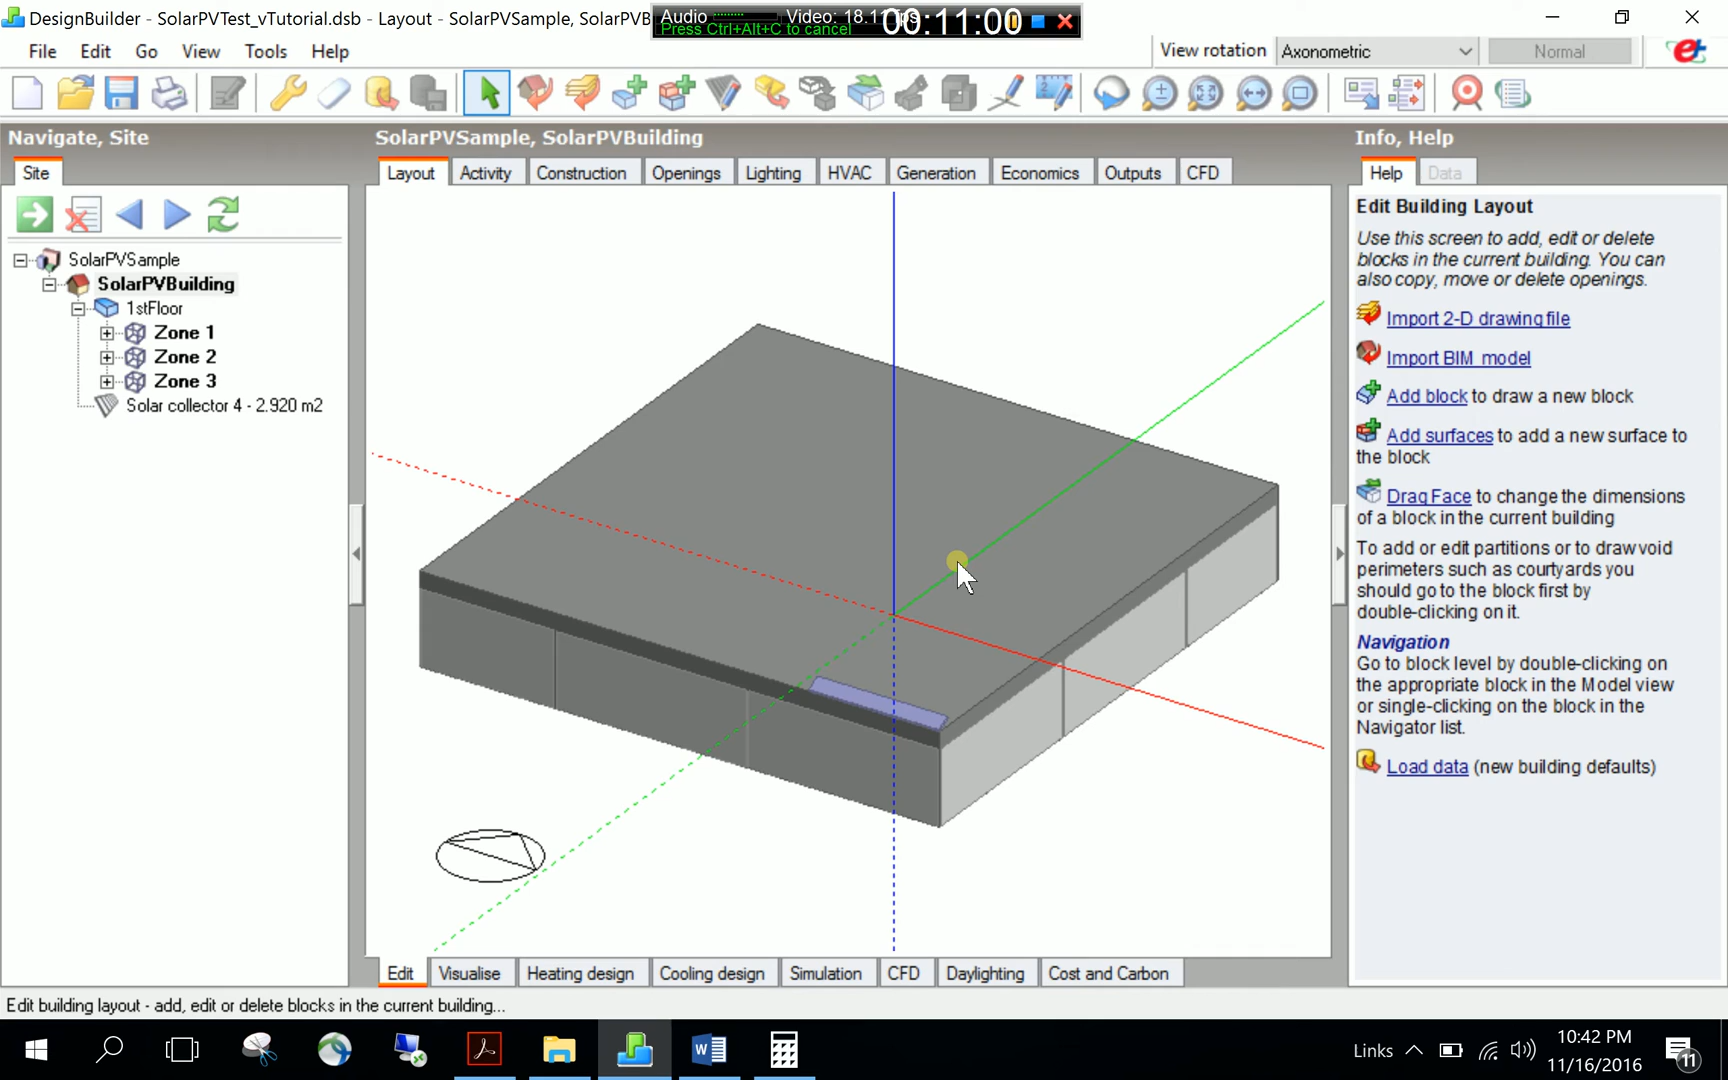 DesignBuilder - SolarPVTest_vTutorial.dsb - Layout - SolarPVSample, SolarPVB
Audio Video: 18.11 fps
Press Ctrl+Alt+C to cancel
00:11:00
File Edit Go View Tools Help
View rotation Axonometric Normal
Navigate, Site
SolarPVSample, SolarPVBuilding
Info, Help
Site
Layout Activity Construction Openings Lighting HVAC Generation Economics Outputs CFD
Help Data
SolarPVSample
SolarPVBuilding
1stFloor
Zone 1
Zone 2
Zone 3
Solar collector 4 - 2.920 m2
Edit Building Layout
Use this screen to add, edit or delete
blocks in the current building. You can
also copy, move or delete openings.
Import 2-D drawing file
Import BIM model
Add block to draw a new block
Add surfaces to add a new surface to
the block
Drag Face to change the dimensions
of a block in the current building
To add or edit partitions or to draw void
perimeters such as courtyards you
should go to the block first by
double-clicking on it.
Navigation
Go to block level by double-clicking on
the appropriate block in the Model view
or single-clicking on the block in the
Navigator list.
Load data (new building defaults)
Edit Visualise Heating design Cooling design Simulation CFD Daylighting Cost and Carbon
Edit building layout - add, edit or delete blocks in the current building...
Links
10:42 PM
11/16/2016
11